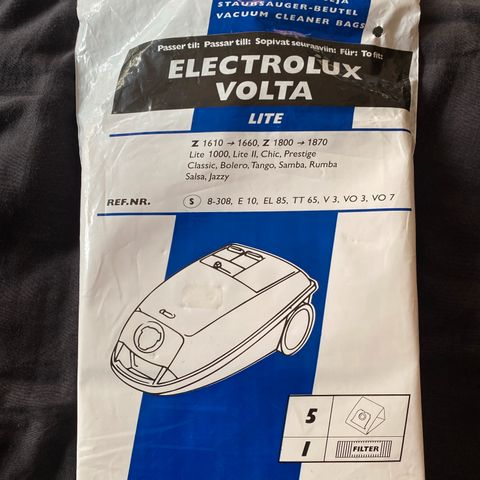 STAUBSAUGER-BEUTEL
VACUUM CLEANER BAGS
Passer til: Passar till: Sopivat seuraaviin: Für: To fit:
ELECTROLUX
VOLTA
LITE
Z 1610 → 1660, Z 1800 → 1870
Lite 1000, Lite II, Chic, Prestige
Classic, Bolero, Tango, Samba, Rumba
Salsa, Jazzy
REF.NR. S 8-308, E 10, EL 85, TT 65, V 3, VO 3, VO 7
5
1 FILTER